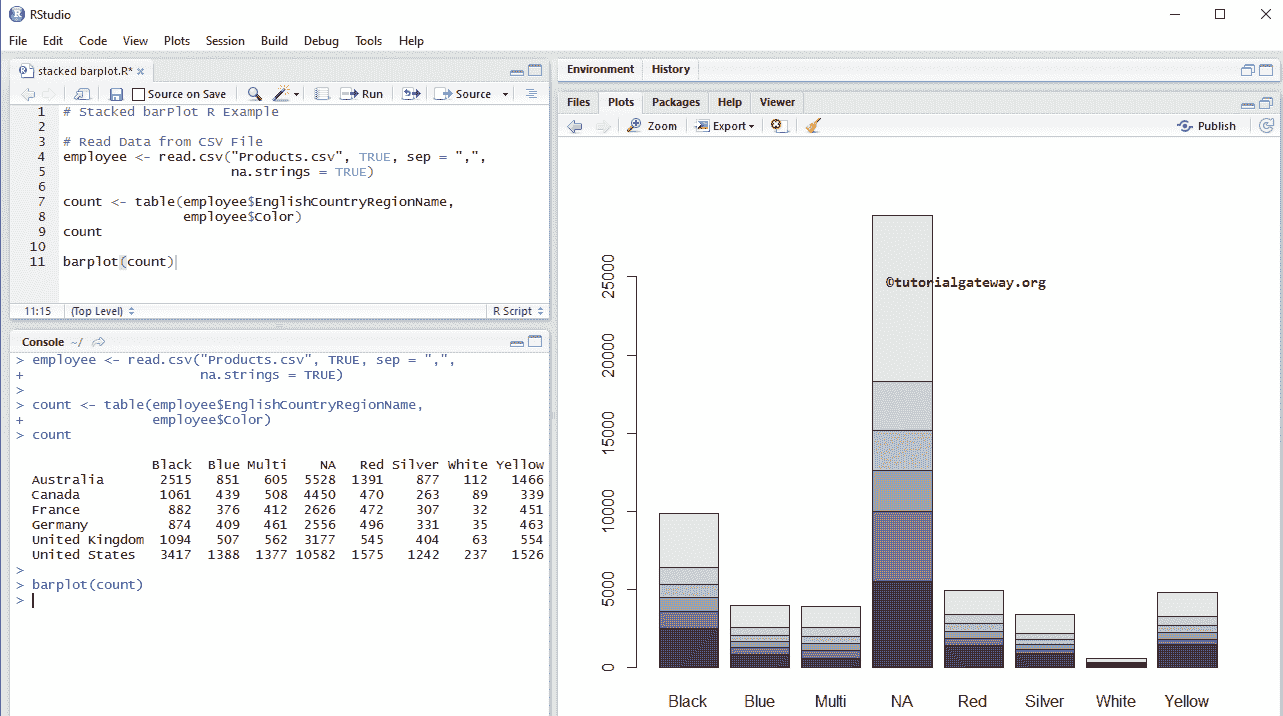 RStudio
File Edit Code View Plots Session Build Debug Tools Help
stacked barplot.R*
Source on Save Run Source
1 # Stacked barPlot R Example
2
3 # Read Data from CSV File
4 employee <- read.csv("Products.csv", TRUE, sep = ",",
5 na.strings = TRUE)
6
7 count <- table(employee$EnglishCountryRegionName,
8 employee$Color)
9 count
10
11 barplot(count)
11:15 (Top Level) R Script
Console ~/
> employee <- read.csv("Products.csv", TRUE, sep = ",",
+ na.strings = TRUE)
>
> count <- table(employee$EnglishCountryRegionName,
+ employee$Color)
> count
Black Blue Multi NA Red Silver White Yellow
Australia 2515 851 605 5528 1391 877 112 1466
Canada 1061 439 508 4450 470 263 89 339
France 882 376 412 2626 472 307 32 451
Germany 874 409 461 2556 496 331 35 463
United Kingdom 1094 507 562 3177 545 404 63 554
United States 3417 1388 1377 10582 1575 1242 237 1526
>
> barplot(count)
>
Environment History
Files Plots Packages Help Viewer
Zoom Export Publish
©tutorialgateway.org
25000
20000
15000
10000
5000
0
Black Blue Multi NA Red Silver White Yellow